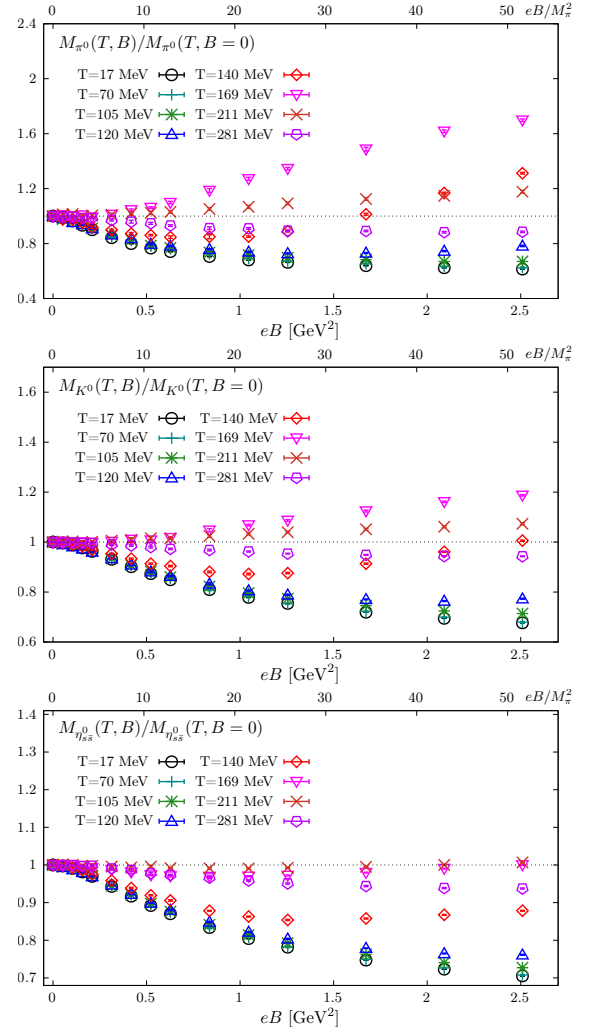 0 10 20 30 40 50 eB/M_π^2
2.4
2
1.6
1.2
0.8
0.4
M_{π^0}(T, B)/M_{π^0}(T, B = 0)
T=17 MeV T=140 MeV
T=70 MeV T=169 MeV
T=105 MeV T=211 MeV
T=120 MeV T=281 MeV
0 0.5 1 1.5 2 2.5
eB [GeV^2]
0 10 20 30 40 50 eB/M_π^2
1.6
1.4
1.2
1
0.8
0.6
M_{K^0}(T, B)/M_{K^0}(T, B = 0)
T=17 MeV T=140 MeV
T=70 MeV T=169 MeV
T=105 MeV T=211 MeV
T=120 MeV T=281 MeV
0 0.5 1 1.5 2 2.5
eB [GeV^2]
0 10 20 30 40 50 eB/M_π^2
1.4
1.3
1.2
1.1
1
0.9
0.8
0.7
M_{η^0_{ss̄}}(T, B)/M_{η^0_{ss̄}}(T, B = 0)
T=17 MeV T=140 MeV
T=70 MeV T=169 MeV
T=105 MeV T=211 MeV
T=120 MeV T=281 MeV
0 0.5 1 1.5 2 2.5
eB [GeV^2]